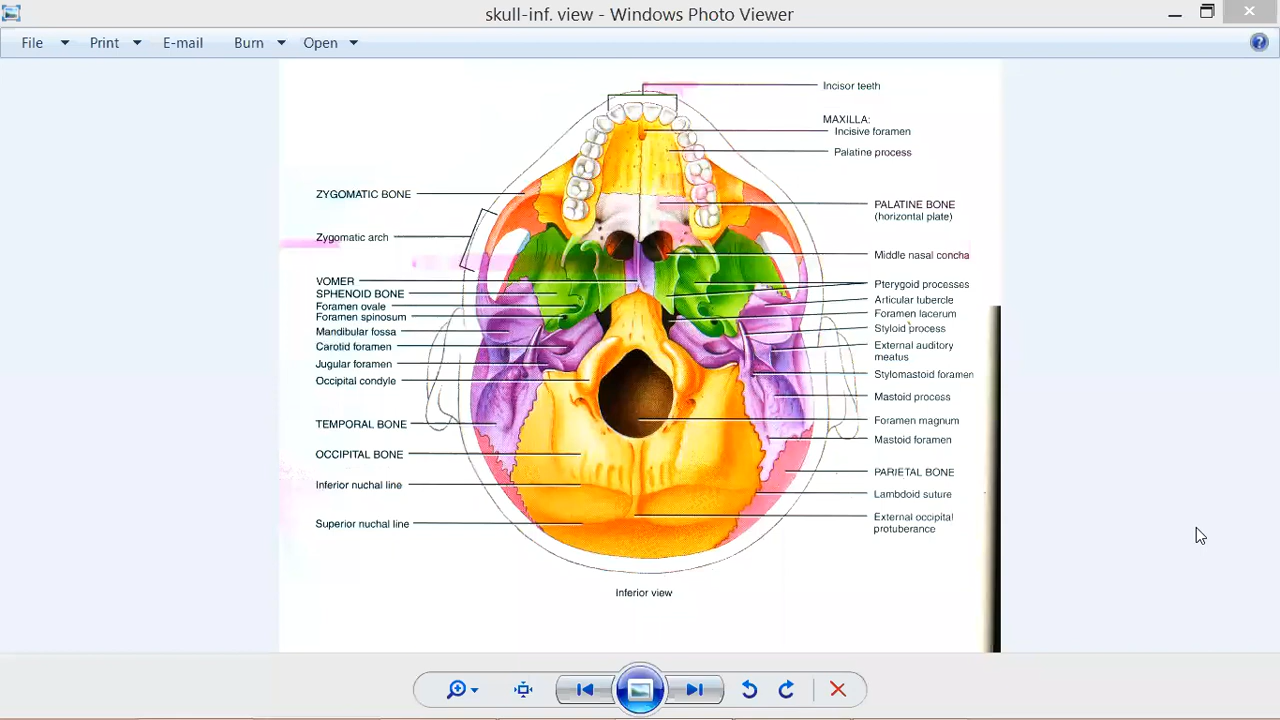 skull-inf. view - Windows Photo Viewer
File Print E-mail Burn Open
Incisor teeth
MAXILLA:
Incisive foramen
Palatine process
ZYGOMATIC BONE
Zygomatic arch
VOMER
SPHENOID BONE
Foramen ovale
Foramen spinosum
Mandibular fossa
Carotid foramen
Jugular foramen
Occipital condyle
TEMPORAL BONE
OCCIPITAL BONE
Inferior nuchal line
Superior nuchal line
PALATINE BONE
(horizontal plate)
Middle nasal concha
Pterygoid processes
Articular tubercle
Foramen lacerum
Styloid process
External auditory
meatus
Stylomastoid foramen
Mastoid process
Foramen magnum
Mastoid foramen
PARIETAL BONE
Lambdoid suture
External occipital
protuberance
Inferior view